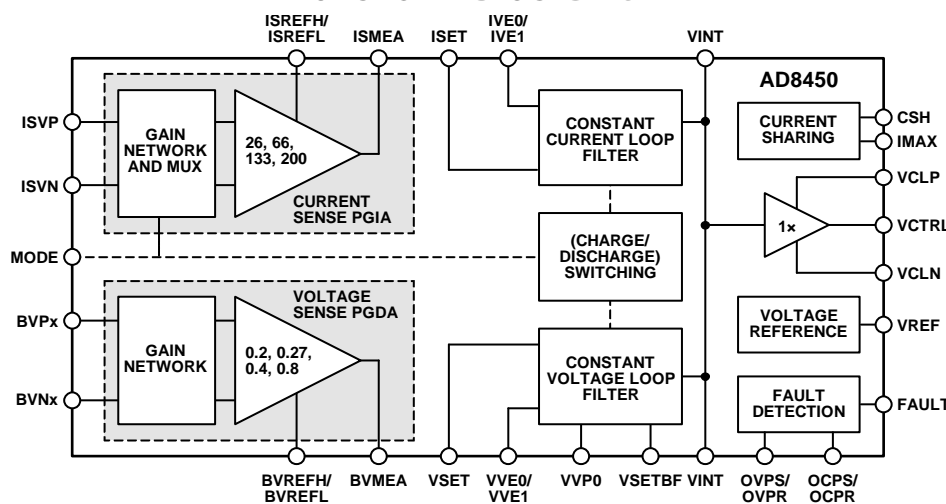 ISREFH/
ISREFL
ISMEA
ISET
IVE0/
IVE1
VINT
AD8450
ISVP
ISVN
MODE
BVPx
BVNx
GAIN
NETWORK
AND MUX
26, 66,
133, 200
CURRENT
SENSE PGIA
CONSTANT
CURRENT LOOP
FILTER
CURRENT
SHARING
CSH
IMAX
VCLP
1×
VCTRL
VCLN
(CHARGE/
DISCHARGE)
SWITCHING
VOLTAGE
SENSE PGDA
GAIN
NETWORK
0.2, 0.27,
0.4, 0.8
CONSTANT
VOLTAGE LOOP
FILTER
VOLTAGE
REFERENCE
VREF
FAULT
DETECTION
FAULT
BVREFH/
BVREFL
BVMEA
VSET
VVE0/
VVE1
VVP0
VSETBF
VINT
OVPS/
OVPR
OCPS/
OCPR